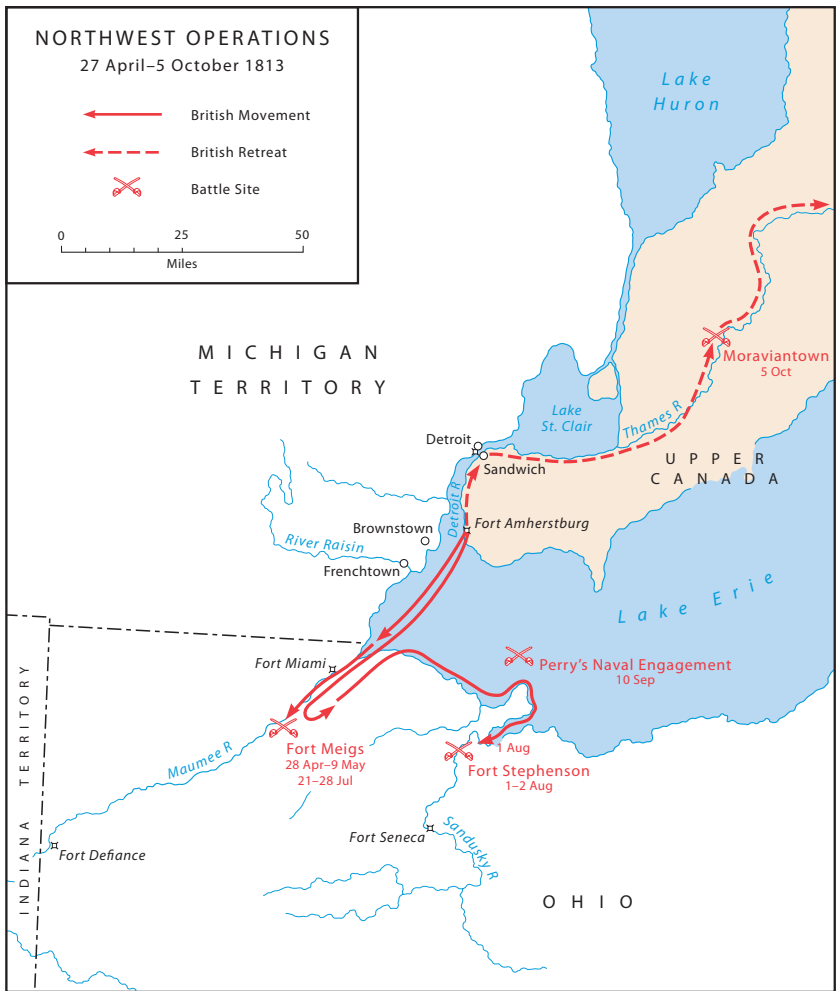 NORTHWEST OPERATIONS
27 April–5 October 1813
British Movement
British Retreat
Battle Site
0 25 50
Miles
Lake
Huron
MICHIGAN
TERRITORY
Moraviantown
5 Oct
Lake
St. Clair
Thames R
Detroit
Sandwich
UPPER
CANADA
Detroit R
Fort Amherstburg
Brownstown
River Raisin
Frenchtown
Lake Erie
Fort Miami
Perry's Naval Engagement
10 Sep
Fort Meigs
28 Apr–9 May
21–28 Jul
1 Aug
Fort Stephenson
1–2 Aug
Maumee R
INDIANA TERRITORY
Fort Seneca
Sandusky R
Fort Defiance
OHIO